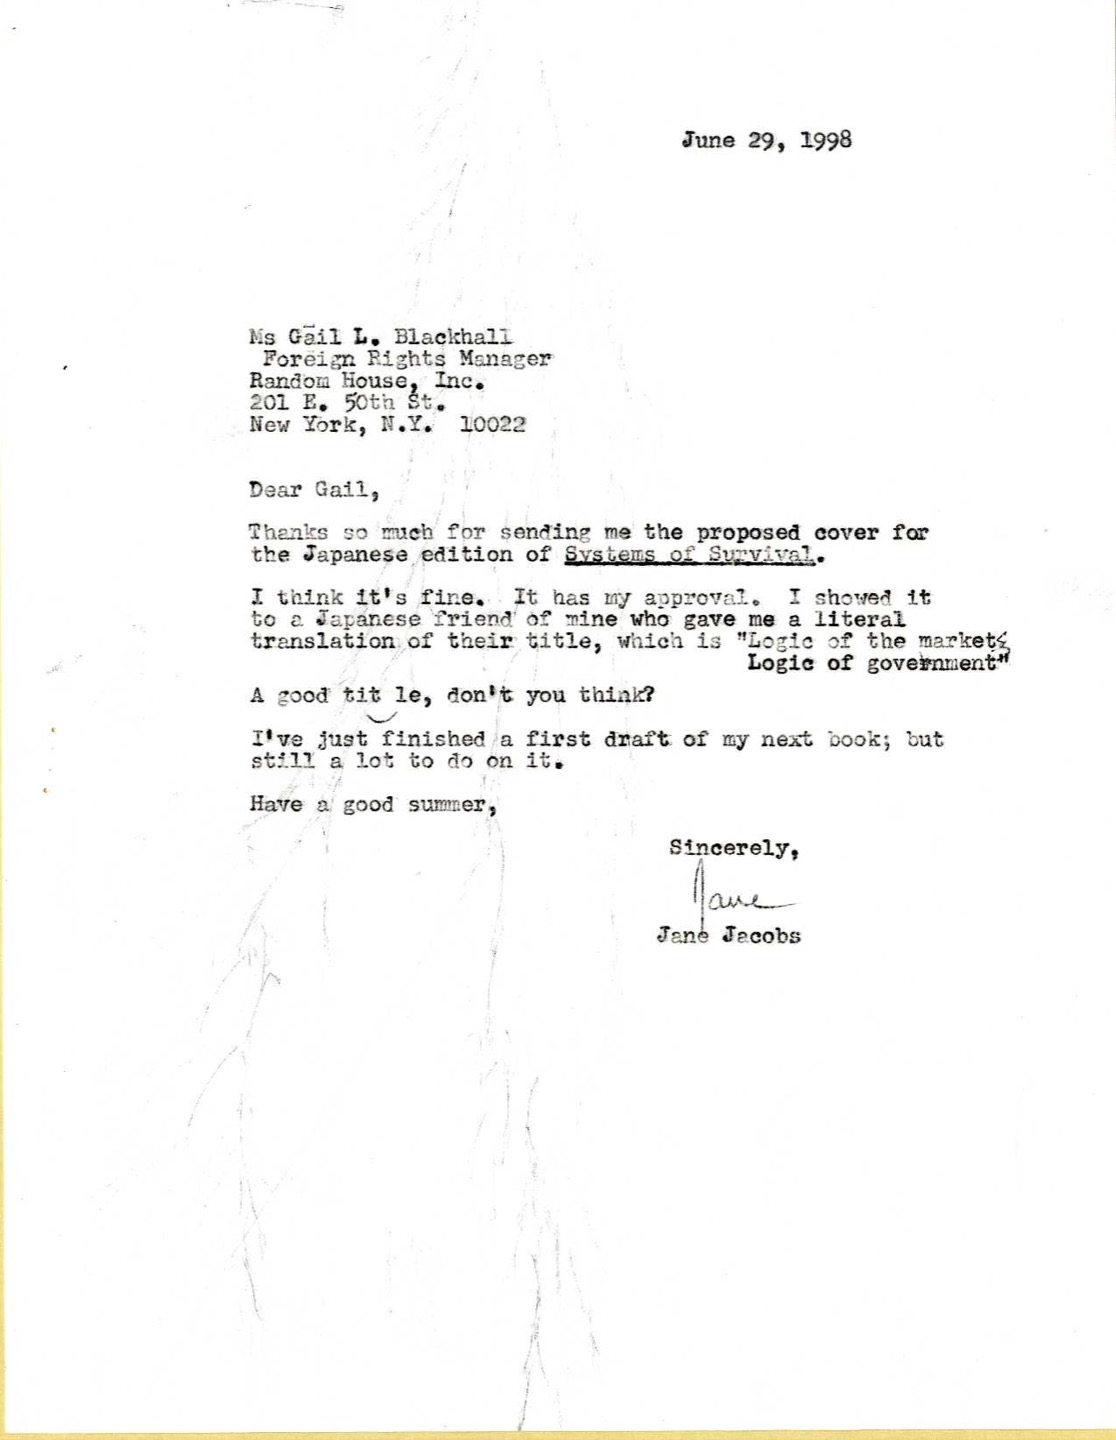 June 29, 1998
Ms Gail L. Blackhall
Foreign Rights Manager
Random House, Inc.
201 E. 50th St.
New York, N.Y. 10022
Dear Gail,
Thanks so much for sending me the proposed cover for
the Japanese edition of Systems of Survival.
I think it's fine. It has my approval. I showed it
to a Japanese friend of mine who gave me a literal
translation of their title, which is "Logic of the market;
Logic of government"
A good tit le, don't you think?
I've just finished a first draft of my next book; but
still a lot to do on it.
Have a good summer,
Sincerely,
Jane
Jane Jacobs